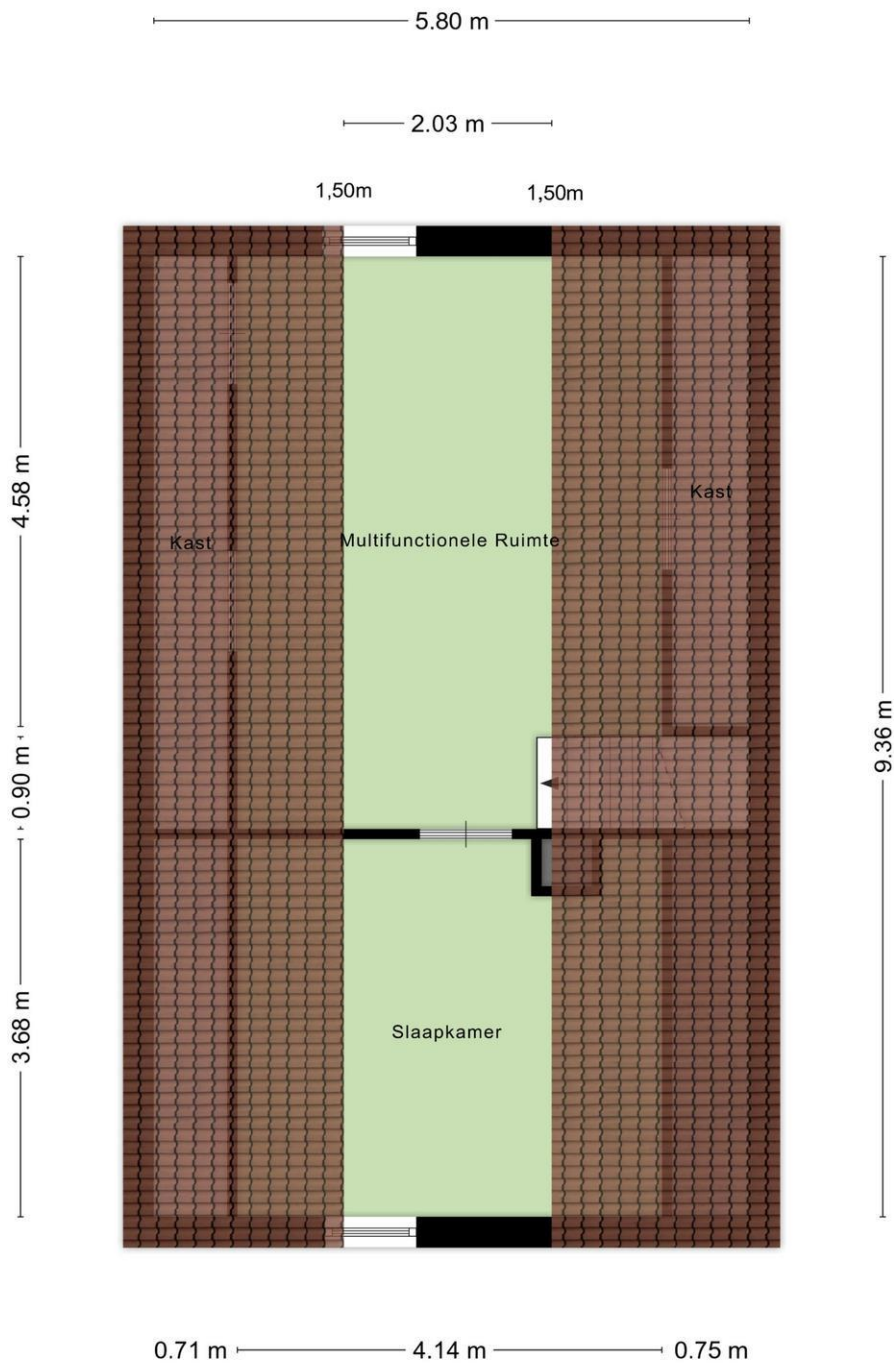 5.80 m
2.03 m
1,50m
1,50m
4.58 m
Kast
Multifunctionele Ruimte
Kast
0.90 m
9.36 m
3.68 m
Slaapkamer
0.71 m
4.14 m
0.75 m